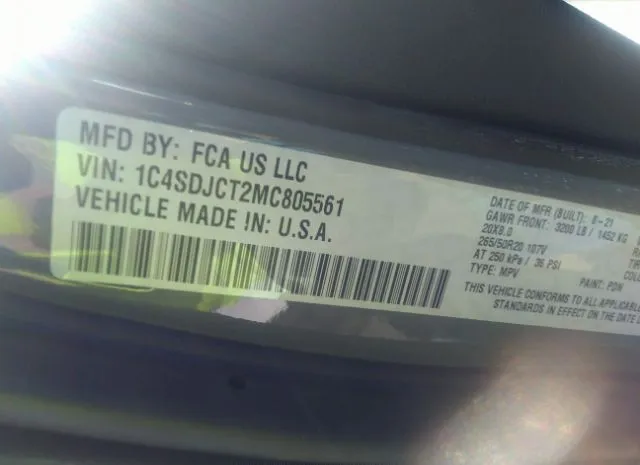 MFD BY: FCA US LLC
VIN: 1C4SDJCT2MC805561
VEHICLE MADE IN: U.S.A.
DATE OF MFR (BUILT): 8-21
GAWR FRONT: 3200 LB / 1452 KG
20X8.0
265/50R20 107V
AT 250 kPa / 36 PSI
TYPE: MPV PAINT: PDN
THIS VEHICLE CONFORMS TO ALL APPLICABLE
STANDARDS IN EFFECT ON THE DATE